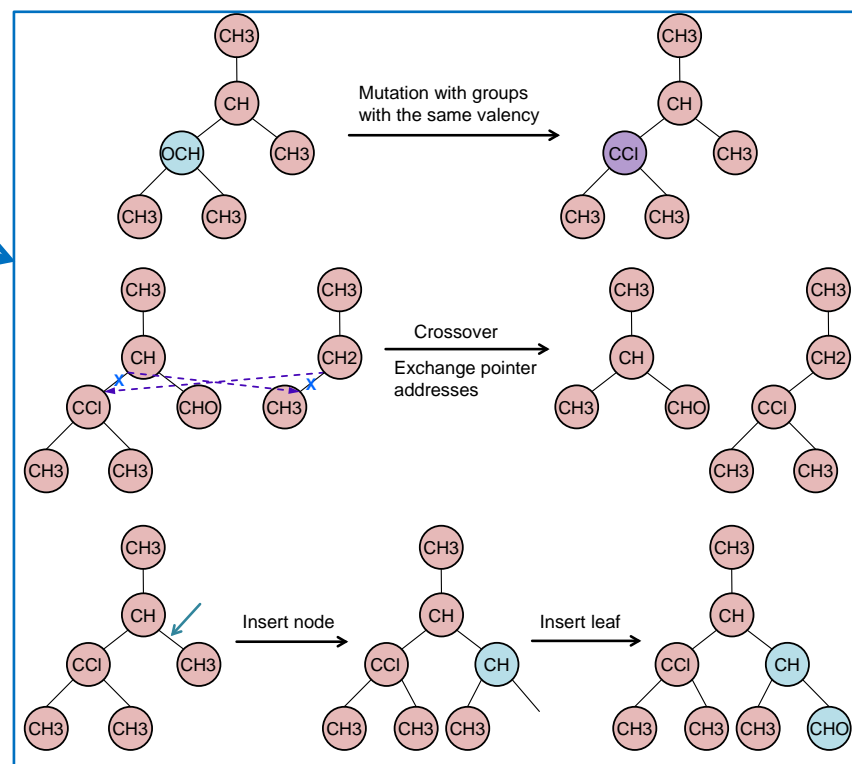 CH3
CH3
CH
CH
Mutation with groups
with the same valency
OCH
CH3
CCl
CH3
CH3
CH3
CH3
CH3
CH3
CH3
CH3
CH3
CH
CH2
Crossover
Exchange pointer
addresses
CH
CH2
X
X
CCl
CHO
CH3
CH3
CHO
CCl
CH3
CH3
CH3
CH3
CH3
CH3
CH3
CH
Insert node
CH
Insert leaf
CH
CCl
CH3
CCl
CH
CCl
CH
CH3
CH3
CH3
CH3
CH3
CH3
CH3
CH3
CHO